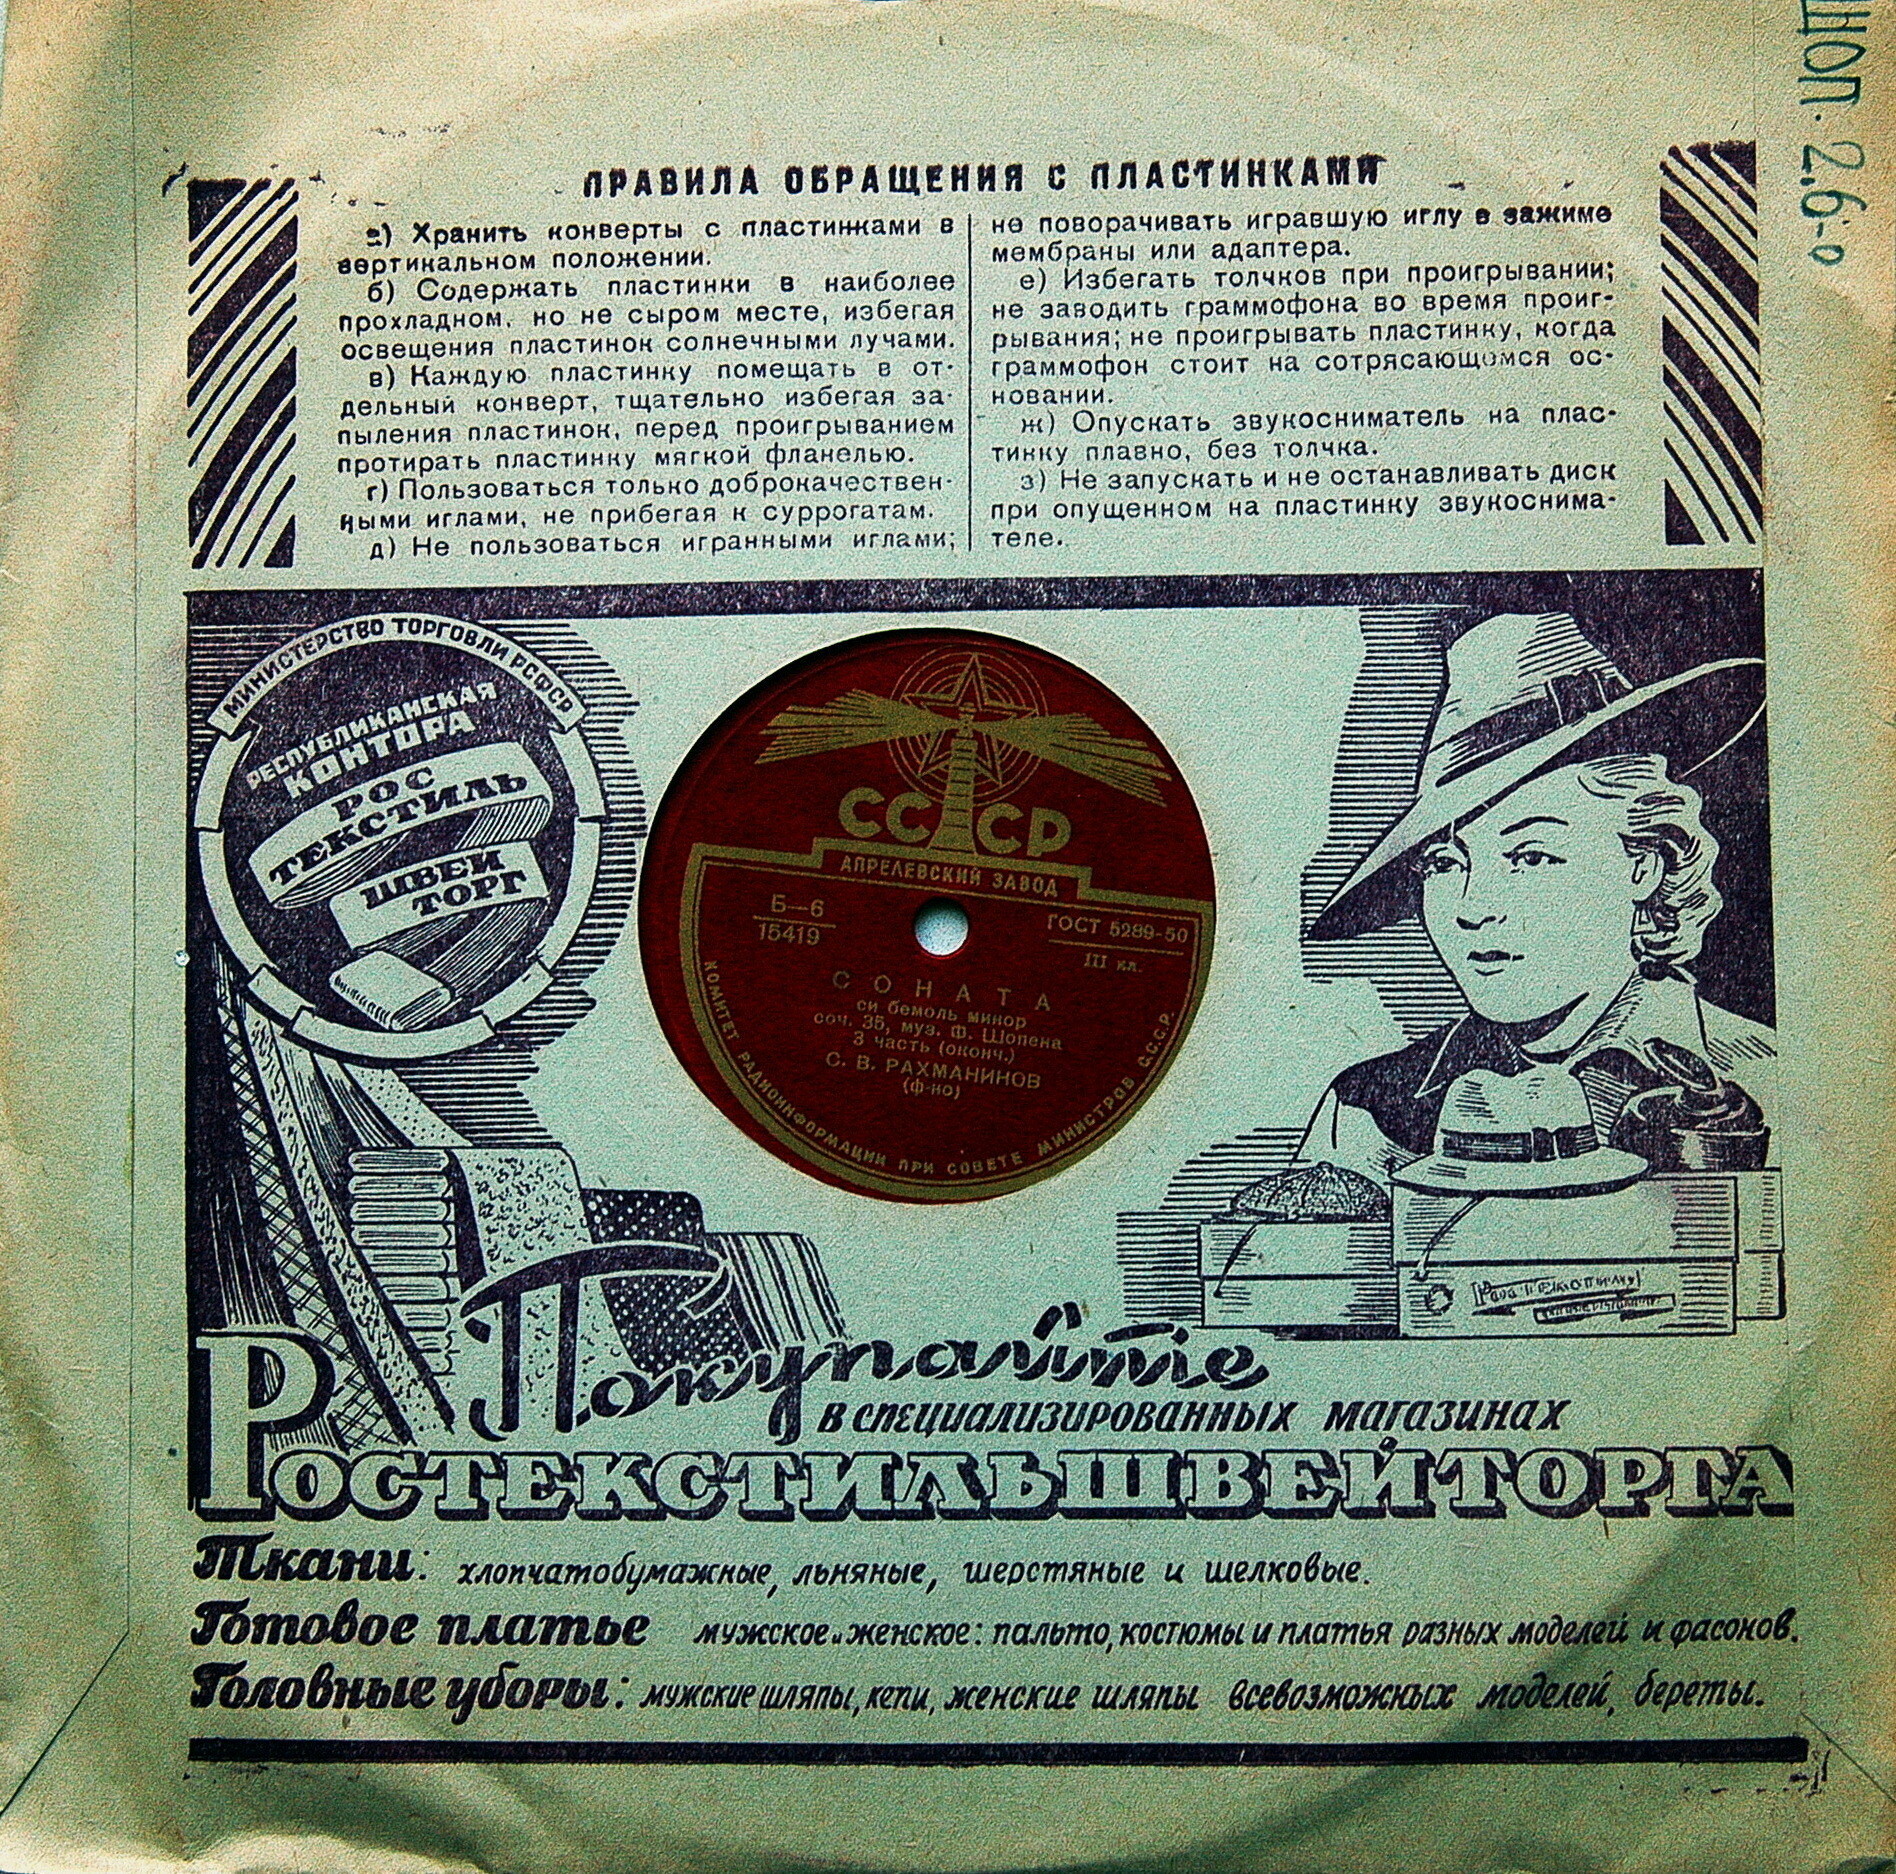 ШОП. 2.6-0
ПРАВИЛА ОБРАЩЕНИЯ С ПЛАСТИНКАМИ
а) Хранить конверты с пластинками в
вертикальном положении.
б) Содержать пластинки в наиболее
прохладном, но не сыром месте, избегая
освещения пластинок солнечными лучами.
в) Каждую пластинку помещать в от-
дельный конверт, тщательно избегая за-
пыления пластинок, перед проигрыванием
протирать пластинку мягкой фланелью.
г) Пользоваться только доброкачествен-
ными иглами, не прибегая к суррогатам.
д) Не пользоваться игранными иглами;
не поворачивать игравшую иглу в зажиме
мембраны или адаптера.
е) Избегать толчков при проигрывании;
не заводить граммофона во время проиг-
рывания; не проигрывать пластинку, когда
граммофон стоит на сотрясающемся ос-
новании.
ж) Опускать звукосниматель на плас-
тинку плавно, без толчка.
з) Не запускать и не останавливать диск
при опущенном на пластинку звукоснима-
теле.
МИНИСТЕРСТВО ТОРГОВЛИ РСФСР
РЕСПУБЛИКАНСКАЯ
КОНТОРА
РОС
ТЕКСТИЛЬ
ШВЕЙ
ТОРГ
СССР
АПРЕЛЕВСКИЙ ЗАВОД
Б—6
15419
ГОСТ 5289-50
III кл.
СОНАТА
си бемоль минор
соч. 35, муз. Ф. Шопена
3 часть (оконч.)
С. В. РАХМАНИНОВ
(ф-но)
КОМИТЕТ РАДИОИНФОРМАЦИИ ПРИ СОВЕТЕ МИНИСТРОВ С.С.С.Р.
Покупайте
в специализированных магазинах
РОСТЕКСТИЛЬШВЕЙТОРГА
Ткани: хлопчатобумажные, льняные, шерстяные и шелковые.
Готовое платье мужское и женское: пальто, костюмы и платья разных моделей и фасонов.
Головные уборы: мужские шляпы, кепи, женские шляпы всевозможных моделей, береты.